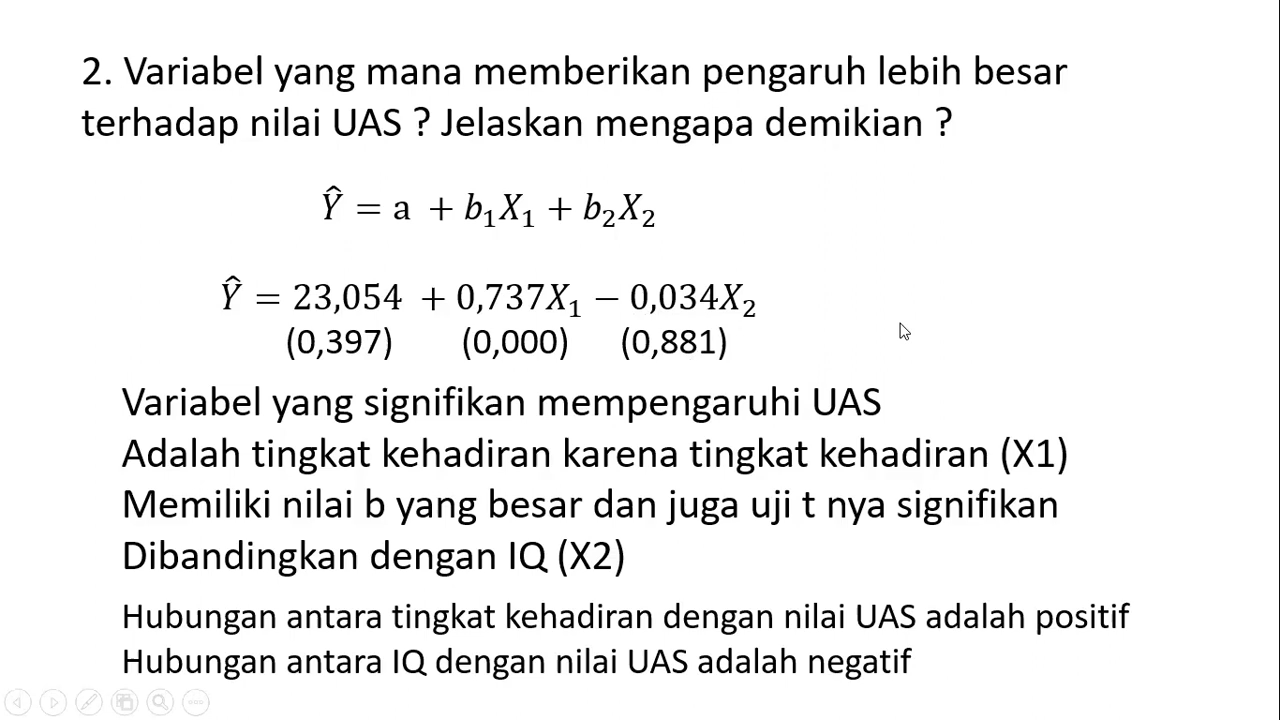 2. Variabel yang mana memberikan pengaruh lebih besar
terhadap nilai UAS ? Jelaskan mengapa demikian ?
Ŷ = a + b₁X₁ + b₂X₂
Ŷ = 23,054 + 0,737X₁ − 0,034X₂
(0,397) (0,000) (0,881)
Variabel yang signifikan mempengaruhi UAS
Adalah tingkat kehadiran karena tingkat kehadiran (X1)
Memiliki nilai b yang besar dan juga uji t nya signifikan
Dibandingkan dengan IQ (X2)
Hubungan antara tingkat kehadiran dengan nilai UAS adalah positif
Hubungan antara IQ dengan nilai UAS adalah negatif